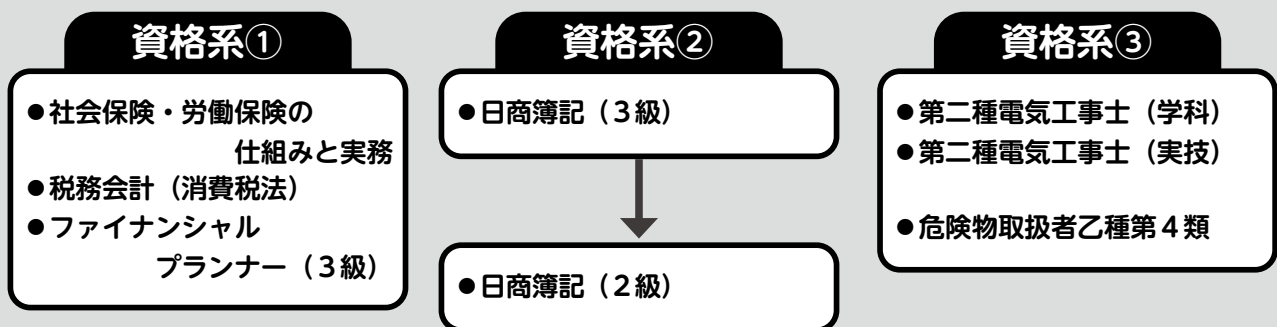 資格系①
●社会保険・労働保険の
仕組みと実務
●税務会計（消費税法）
●ファイナンシャル
プランナー（３級）
資格系②
●日商簿記（３級）
●日商簿記（２級）
資格系③
●第二種電気工事士（学科）
●第二種電気工事士（実技）
●危険物取扱者乙種第４類